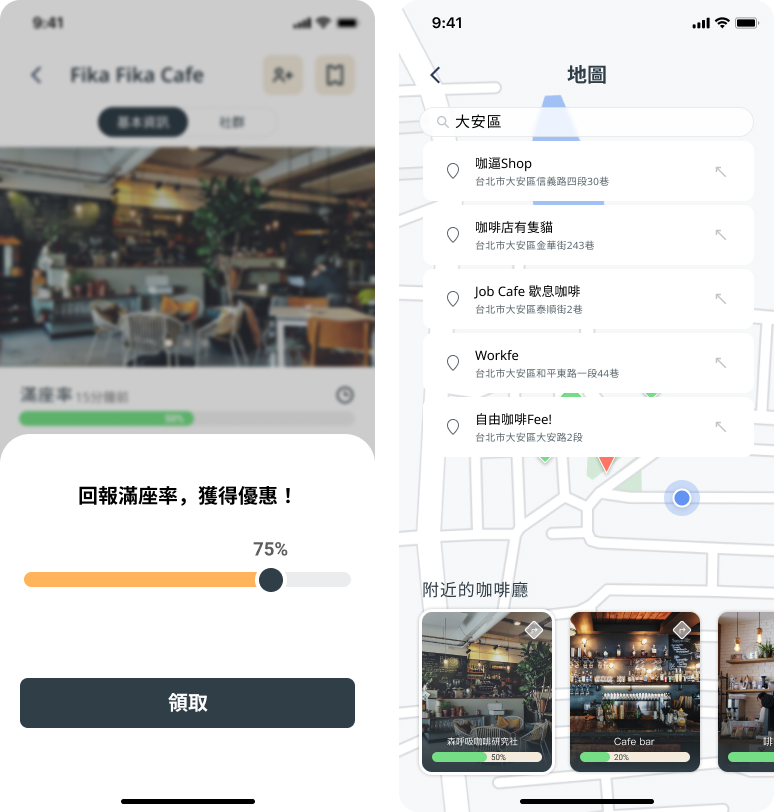 9:41
Fika Fika Cafe
基本資訊
社群
滿座率 15分鐘前
50%
回報滿座率，獲得優惠！
75%
領取
9:41
地圖
大安區
咖逼Shop
台北市大安區信義路四段30巷
咖啡店有隻貓
台北市大安區金華街243巷
Job Cafe 歇息咖啡
台北市大安區泰順街2巷
Workfe
台北市大安區和平東路一段44巷
自由咖啡Fee!
台北市大安區大安路2段
附近的咖啡廳
森呼吸咖啡研究社
50%
Cafe bar
20%